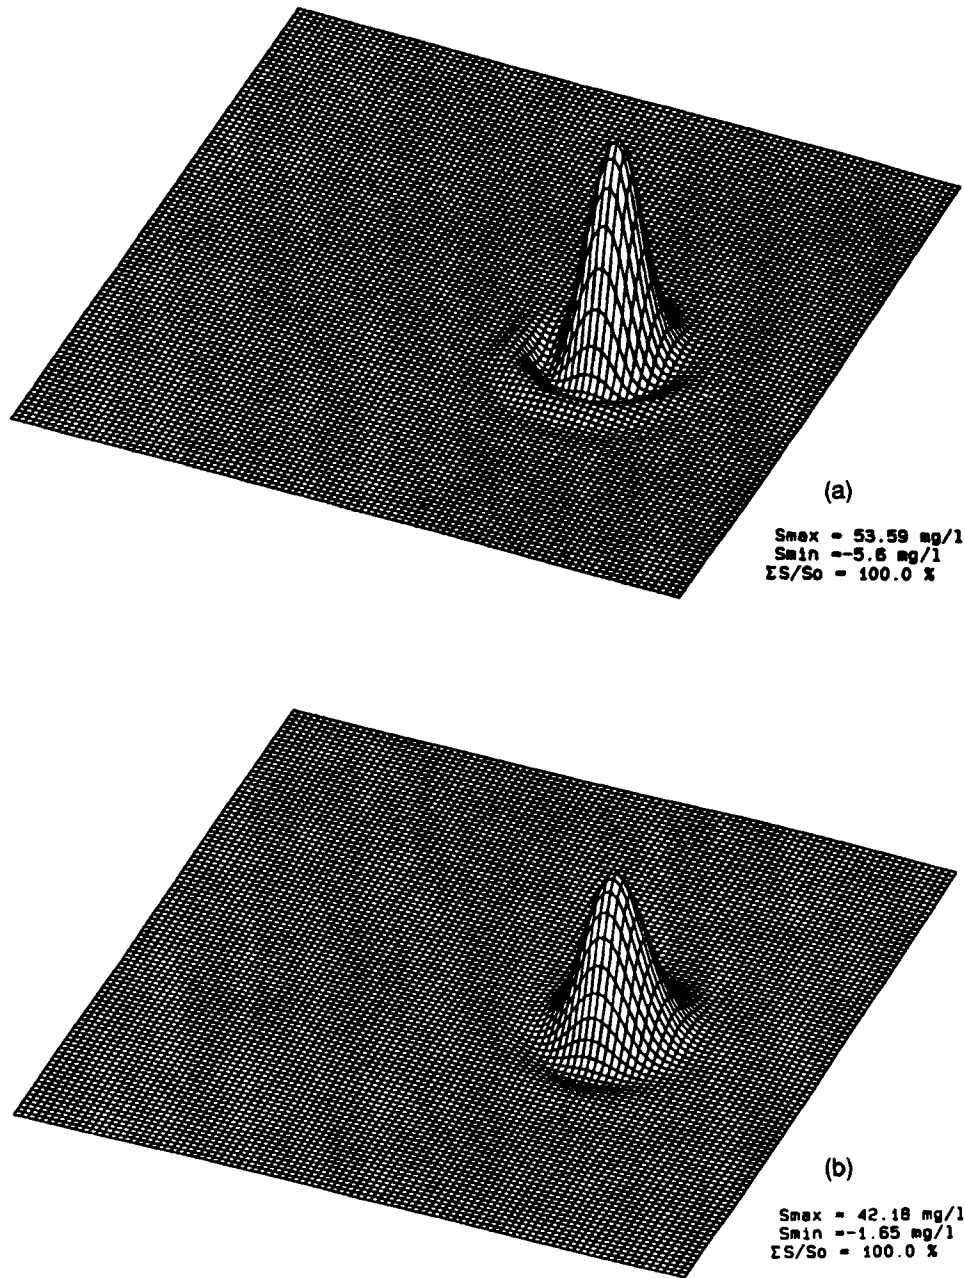 (a)
Smax = 53.59 mg/l
Smin =-5.6 mg/l
ΣS/So = 100.0 %
(b)
Smax = 42.18 mg/l
Smin =-1.65 mg/l
ΣS/So = 100.0 %